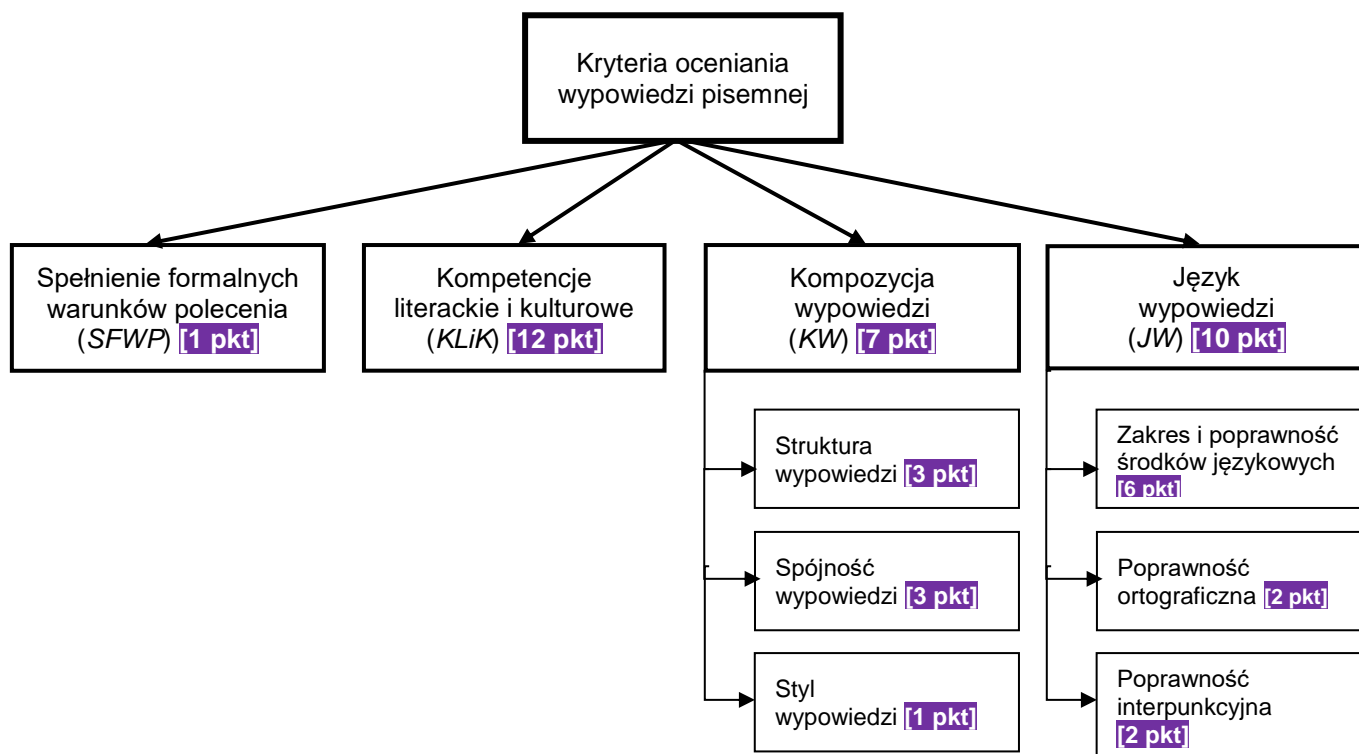 Kryteria oceniania
wypowiedzi pisemnej
Spełnienie formalnych
warunków polecenia
(SFWP) [1 pkt]
Kompetencje
literackie i kulturowe
(KLiK) [12 pkt]
Kompozycja
wypowiedzi
(KW) [7 pkt]
Język
wypowiedzi
(JW) [10 pkt]
Struktura
wypowiedzi [3 pkt]
Spójność
wypowiedzi [3 pkt]
Styl
wypowiedzi [1 pkt]
Zakres i poprawność
środków językowych
[6 pkt]
Poprawność
ortograficzna [2 pkt]
Poprawność
interpunkcyjna
[2 pkt]